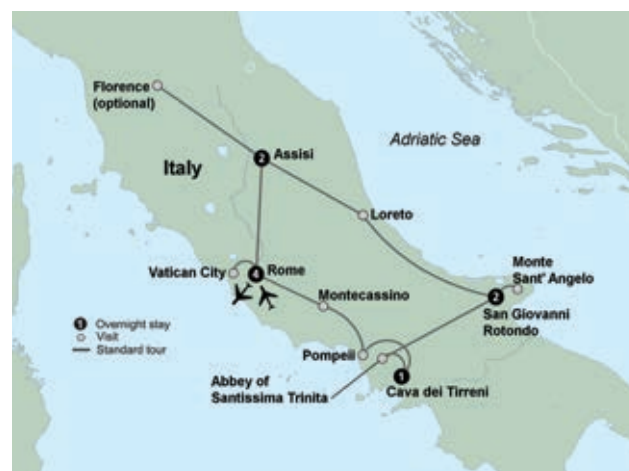 Florence
(optional)
2
Assisi
Adriatic Sea
Italy
Loreto
Vatican City
4
Rome
Monte
Sant' Angelo
Montecassino
2
San Giovanni
Rotondo
1 Overnight stay
Visit
Standard tour
Pompeii
1
Abbey of
Santissima Trinita
Cava dei Tirreni